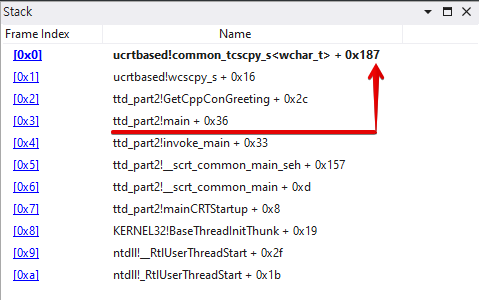 Stack
Frame Index Name
[0x0] ucrtbased!common_tcscpy_s<wchar_t> + 0x187
[0x1] ucrtbased!wcscpy_s + 0x16
[0x2] ttd_part2!GetCppConGreeting + 0x2c
[0x3] ttd_part2!main + 0x36
[0x4] ttd_part2!invoke_main + 0x33
[0x5] ttd_part2!__scrt_common_main_seh + 0x157
[0x6] ttd_part2!__scrt_common_main + 0xd
[0x7] ttd_part2!mainCRTStartup + 0x8
[0x8] KERNEL32!BaseThreadInitThunk + 0x19
[0x9] ntdll!__RtlUserThreadStart + 0x2f
[0xa] ntdll!_RtlUserThreadStart + 0x1b